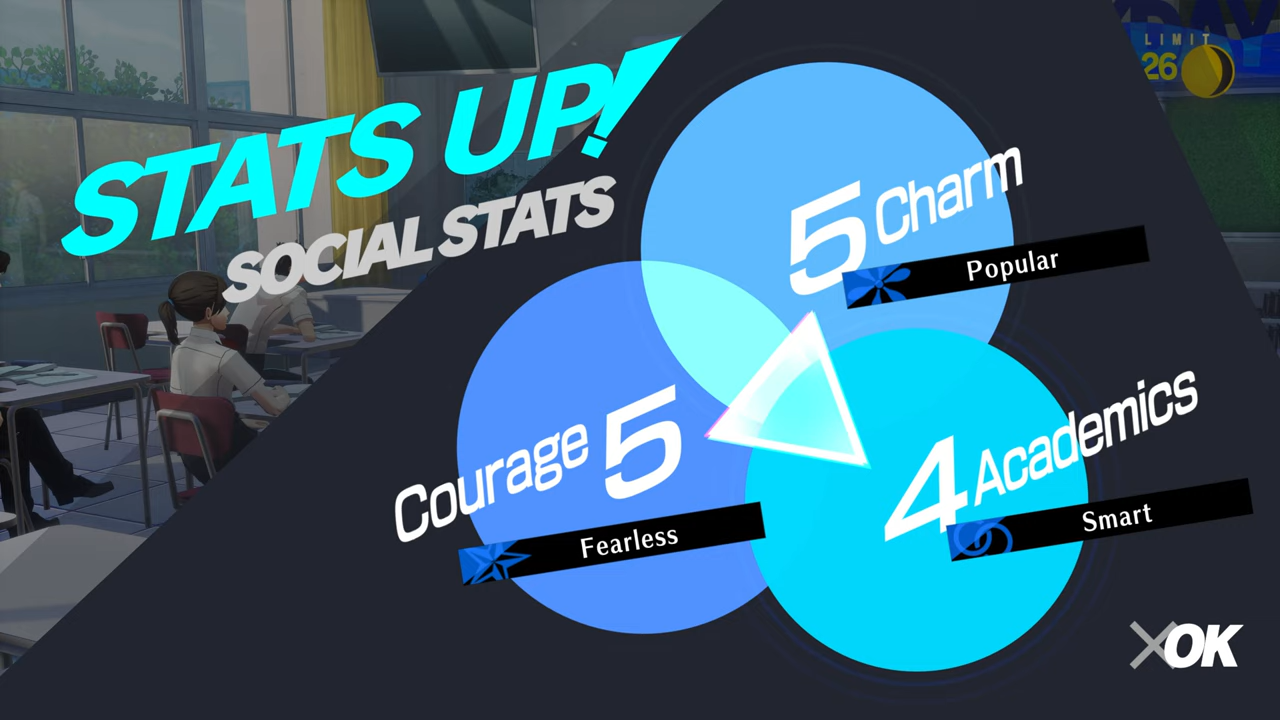 STATS UP!
SOCIAL STATS
LIMIT
26
5 Charm
Popular
Courage 5
Fearless
4 Academics
Smart
OK